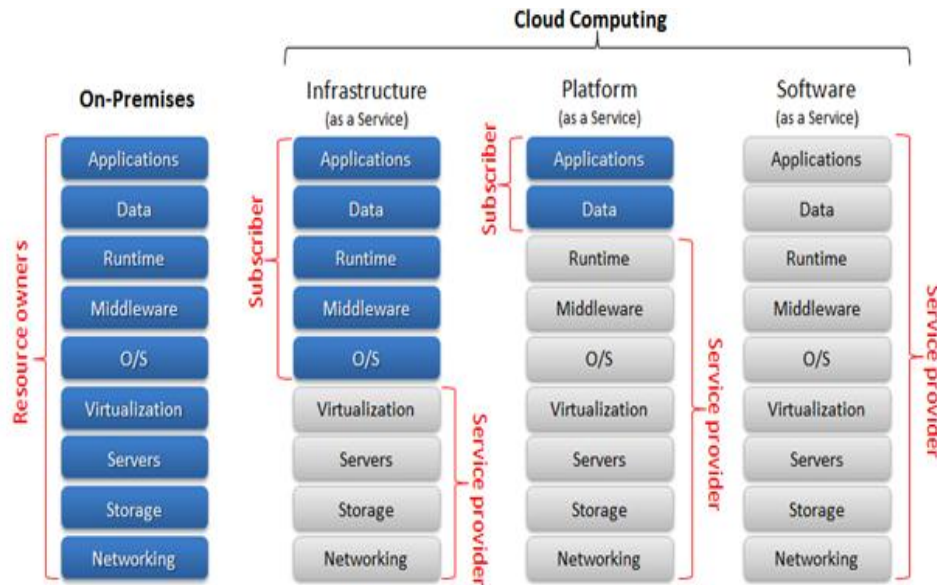 Cloud Computing
On-Premises
Resource owners
Applications
Data
Runtime
Middleware
O/S
Virtualization
Servers
Storage
Networking
Infrastructure
(as a Service)
Subscriber
Applications
Data
Runtime
Middleware
O/S
Virtualization
Servers
Storage
Networking
Service provider
Platform
(as a Service)
Subscriber
Applications
Data
Runtime
Middleware
O/S
Virtualization
Servers
Storage
Networking
Service provider
Software
(as a Service)
Applications
Data
Runtime
Middleware
O/S
Virtualization
Servers
Storage
Networking
Service provider